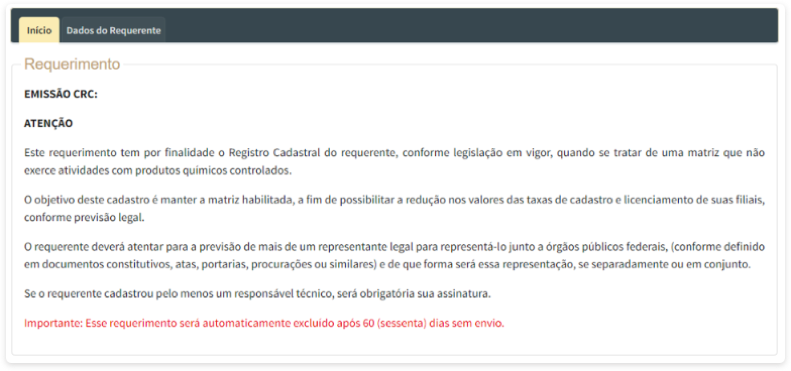 Início Dados do Requerente
Requerimento
EMISSÃO CRC:
ATENÇÃO
Este requerimento tem por finalidade o Registro Cadastral do requerente, conforme legislação em vigor, quando se tratar de uma matriz que não
exerce atividades com produtos químicos controlados.
O objetivo deste cadastro é manter a matriz habilitada, a fim de possibilitar a redução nos valores das taxas de cadastro e licenciamento de suas filiais,
conforme previsão legal.
O requerente deverá atentar para a previsão de mais de um representante legal para representá-lo junto a órgãos públicos federais, (conforme definido
em documentos constitutivos, atas, portarias, procurações ou similares) e de que forma será essa representação, se separadamente ou em conjunto.
Se o requerente cadastrou pelo menos um responsável técnico, será obrigatória sua assinatura.
Importante: Esse requerimento será automaticamente excluído após 60 (sessenta) dias sem envio.